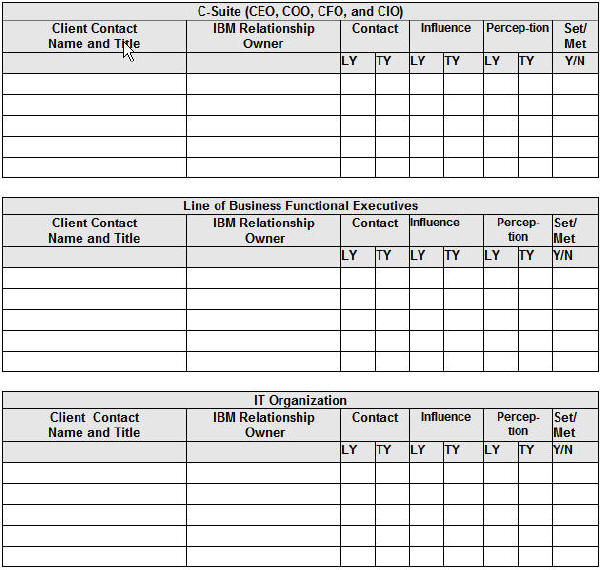 C-Suite (CEO, COO, CFO, and CIO)
Client Contact IBM Relationship Contact Influence Percep-tion Set/
Name and Title Owner Met
LY TY LY TY LY TY Y/N
Line of Business Functional Executives
Client Contact IBM Relationship Contact Influence Percep- Set/
Name and Title Owner tion Met
LY TY LY TY LY TY Y/N
IT Organization
Client Contact IBM Relationship Contact Influence Percep- Set/
Name and Title Owner tion Met
LY TY LY TY LY TY Y/N